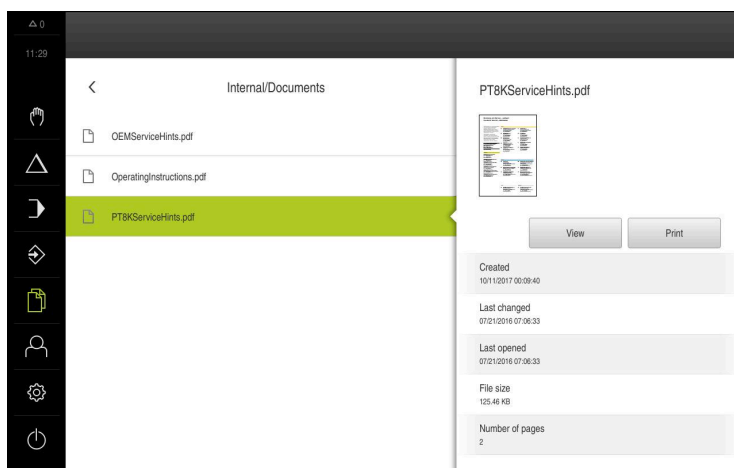 0
11:29
Internal/Documents
OEMServiceHints.pdf
OperatingInstructions.pdf
PT8KServiceHints.pdf
PT8KServiceHints.pdf
View
Print
Created
10/11/2017 00:09:40
Last changed
07/21/2016 07:06:33
Last opened
07/21/2016 07:06:33
File size
125.46 KB
Number of pages
2